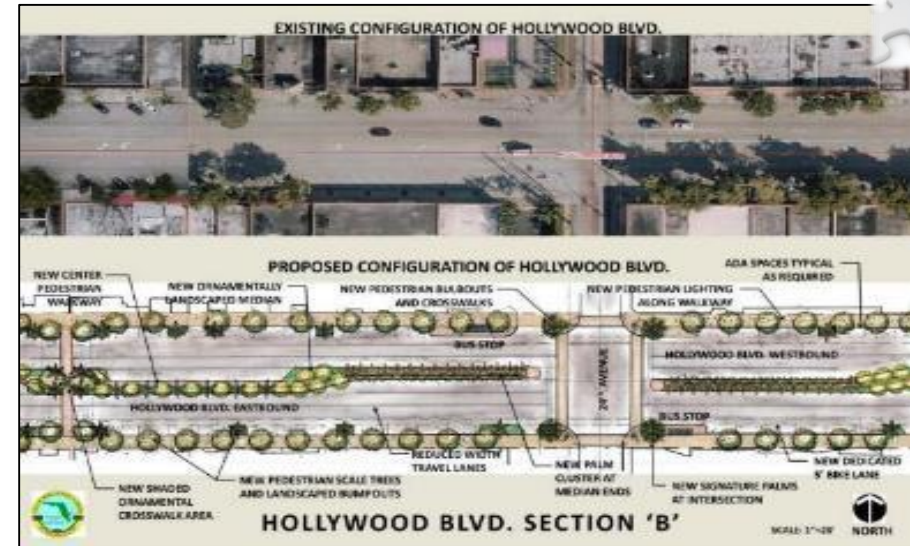 EXISTING CONFIGURATION OF HOLLYWOOD BLVD.
PROPOSED CONFIGURATION OF HOLLYWOOD BLVD.
NEW CENTER
PEDESTRIAN
WALKWAY
NEW ORNAMENTALLY
LANDSCAPED MEDIAN
NEW PEDESTRIAN BULBOUTS
AND CROSSWALKS
NEW PEDESTRIAN LIGHTING
ALONG WALKWAY
ADA SPACES TYPICAL
AS REQUIRED
BUS STOP
HOLLYWOOD BLVD. WESTBOUND
AVENUE
HOLLYWOOD BLVD. EASTBOUND
BUS STOP
REDUCED WIDTH
TRAVEL LANES
NEW SHADED
ORNAMENTAL
CROSSWALK AREA
NEW PEDESTRIAN SCALE TREES
AND LANDSCAPED BUMPOUTS
NEW PALM
CLUSTER AT
MEDIAN ENDS
NEW SIGNATURE PALMS
AT INTERSECTION
NEW DEDICATED
5' BIKE LANE
HOLLYWOOD BLVD. SECTION 'B'
SCALE: 1"=20'
NORTH